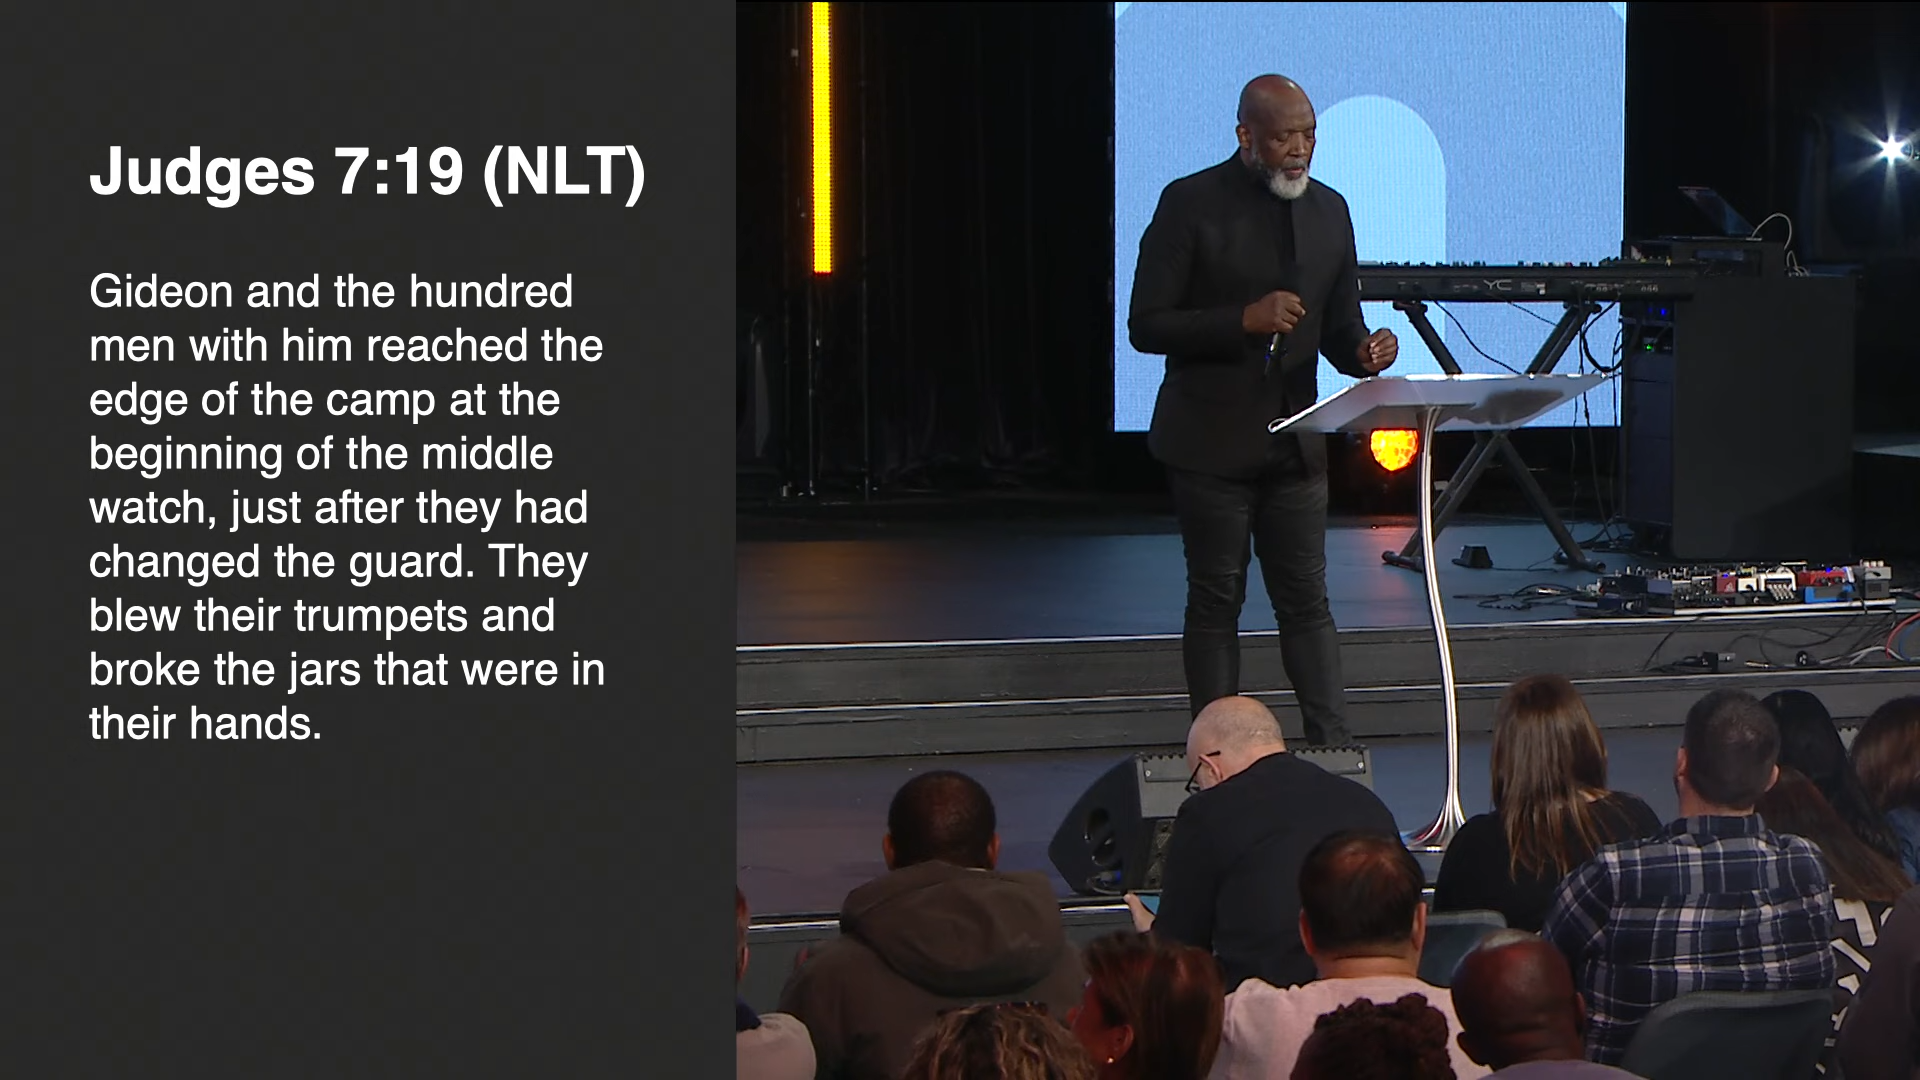 Judges 7:19 (NLT)
Gideon and the hundred
men with him reached the
edge of the camp at the
beginning of the middle
watch, just after they had
changed the guard. They
blew their trumpets and
broke the jars that were in
their hands.
YC